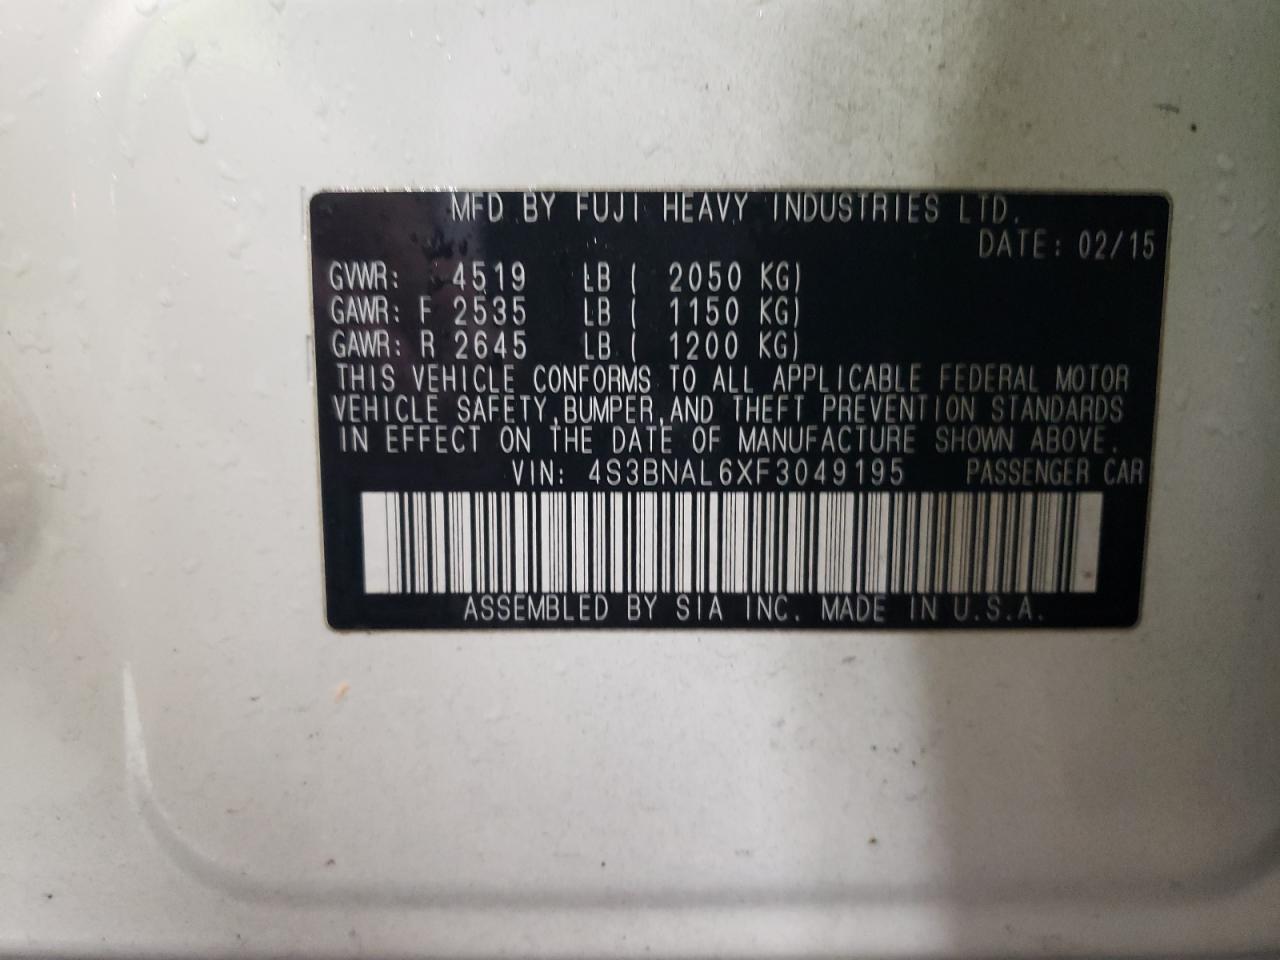 MFD BY FUJI HEAVY INDUSTRIES LTD.
DATE: 02/15
GVWR: 4519 LB ( 2050 KG)
GAWR: F 2535 LB ( 1150 KG)
GAWR: R 2645 LB ( 1200 KG)
THIS VEHICLE CONFORMS TO ALL APPLICABLE FEDERAL MOTOR
VEHICLE SAFETY,BUMPER,AND THEFT PREVENTION STANDARDS
IN EFFECT ON THE DATE OF MANUFACTURE SHOWN ABOVE.
VIN: 4S3BNAL6XF3049195 PASSENGER CAR
ASSEMBLED BY SIA INC. MADE IN U.S.A.